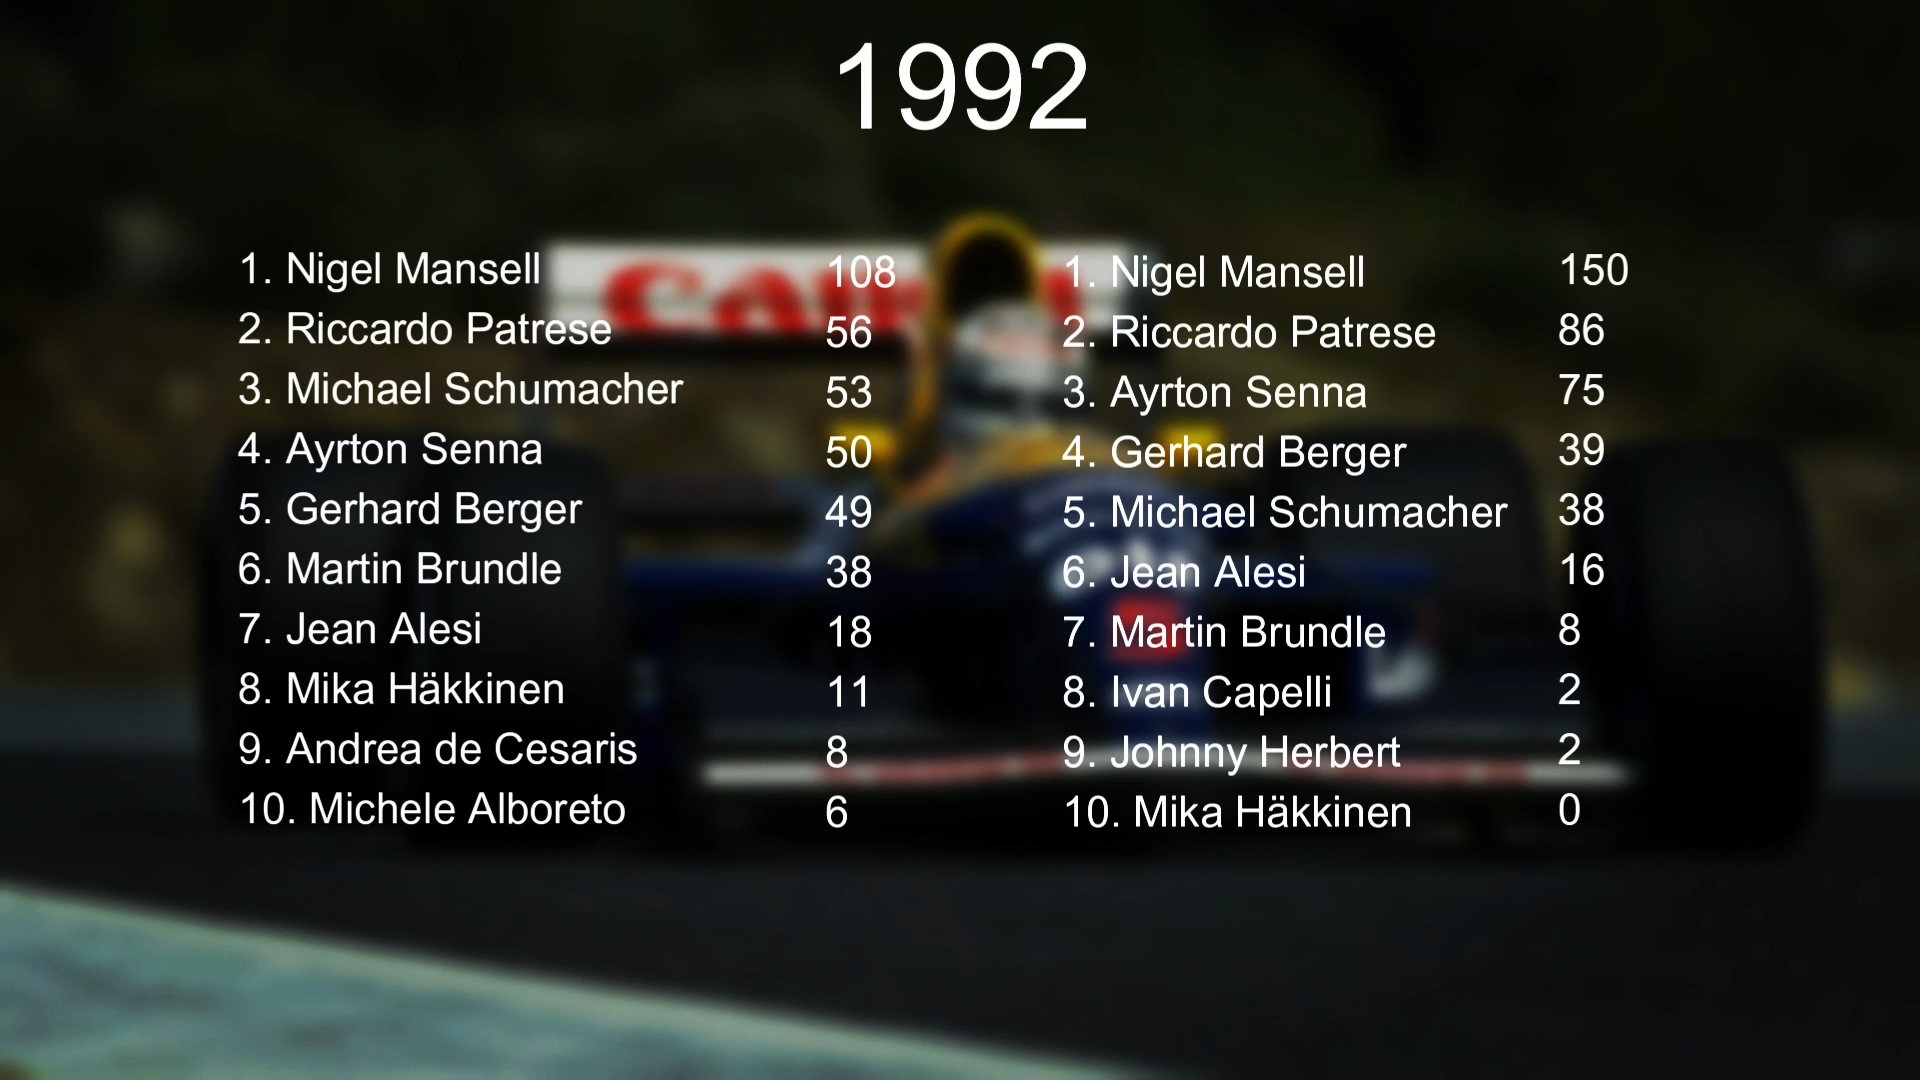 1992
1. Nigel Mansell 108
2. Riccardo Patrese 56
3. Michael Schumacher 53
4. Ayrton Senna 50
5. Gerhard Berger 49
6. Martin Brundle 38
7. Jean Alesi 18
8. Mika Häkkinen 11
9. Andrea de Cesaris 8
10. Michele Alboreto 6
1. Nigel Mansell 150
2. Riccardo Patrese 86
3. Ayrton Senna 75
4. Gerhard Berger 39
5. Michael Schumacher 38
6. Jean Alesi 16
7. Martin Brundle 8
8. Ivan Capelli 2
9. Johnny Herbert 2
10. Mika Häkkinen 0